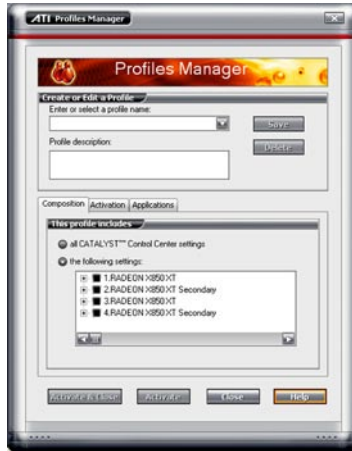 ATI Profiles Manager
Profiles Manager
Create or Edit a Profile
Enter or select a profile name:
Save
Profile description:
Delete
Composition Activation Applications
This profile includes
all CATALYST™ Control Center settings
the following settings:
1.RADEON X850 XT
2.RADEON X850 XT Secondary
3.RADEON X850 XT
4.RADEON X850 XT Secondary
Activate & Close Activate Close Help